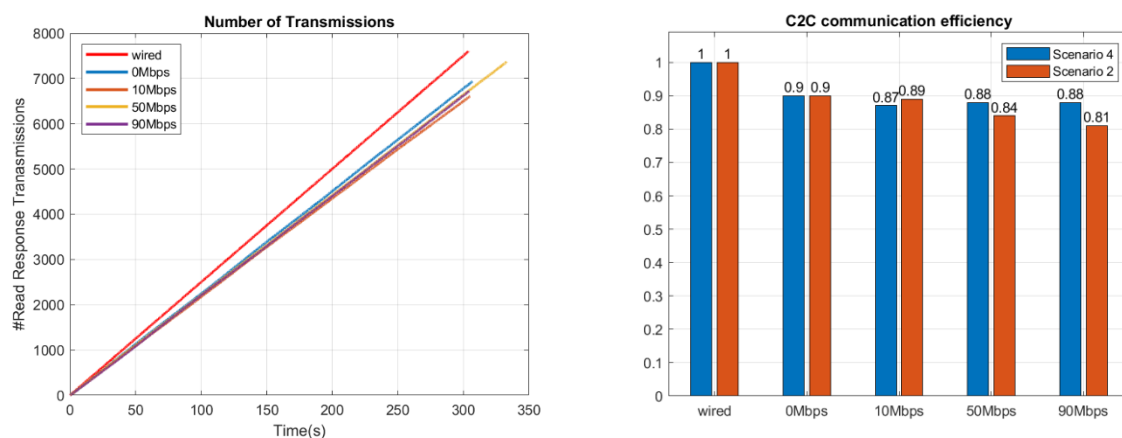 Number of Transmissions
8000
7000
6000
5000
4000
3000
2000
1000
0
#Read Response Tranasmissions
wired
0Mbps
10Mbps
50Mbps
90Mbps
0 50 100 150 200 250 300 350
Time(s)
C2C communication efficiency
1
0.9
0.8
0.7
0.6
0.5
0.4
0.3
0.2
0.1
0
Scenario 4
Scenario 2
1 1
0.9 0.9
0.87 0.89
0.88 0.84
0.88 0.81
wired 0Mbps 10Mbps 50Mbps 90Mbps